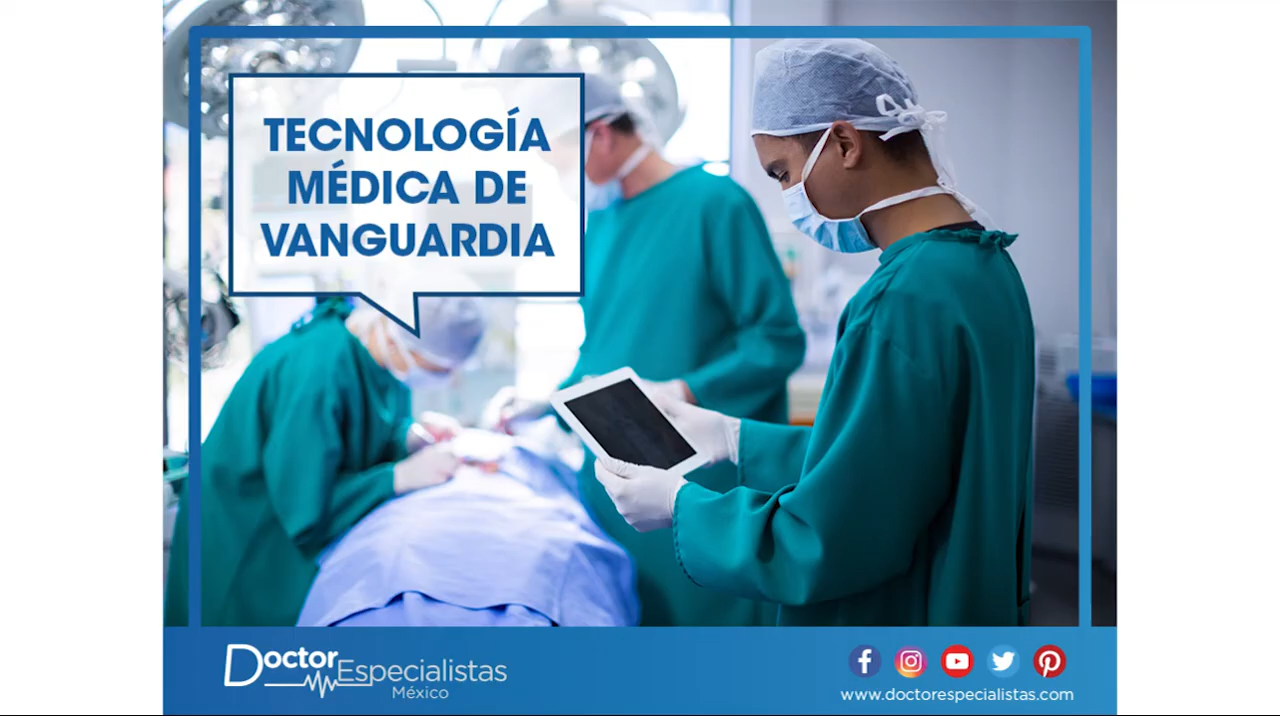 TECNOLOGÍA
MÉDICA DE
VANGUARDIA
Doctor Especialistas
México
www.doctorespecialistas.com